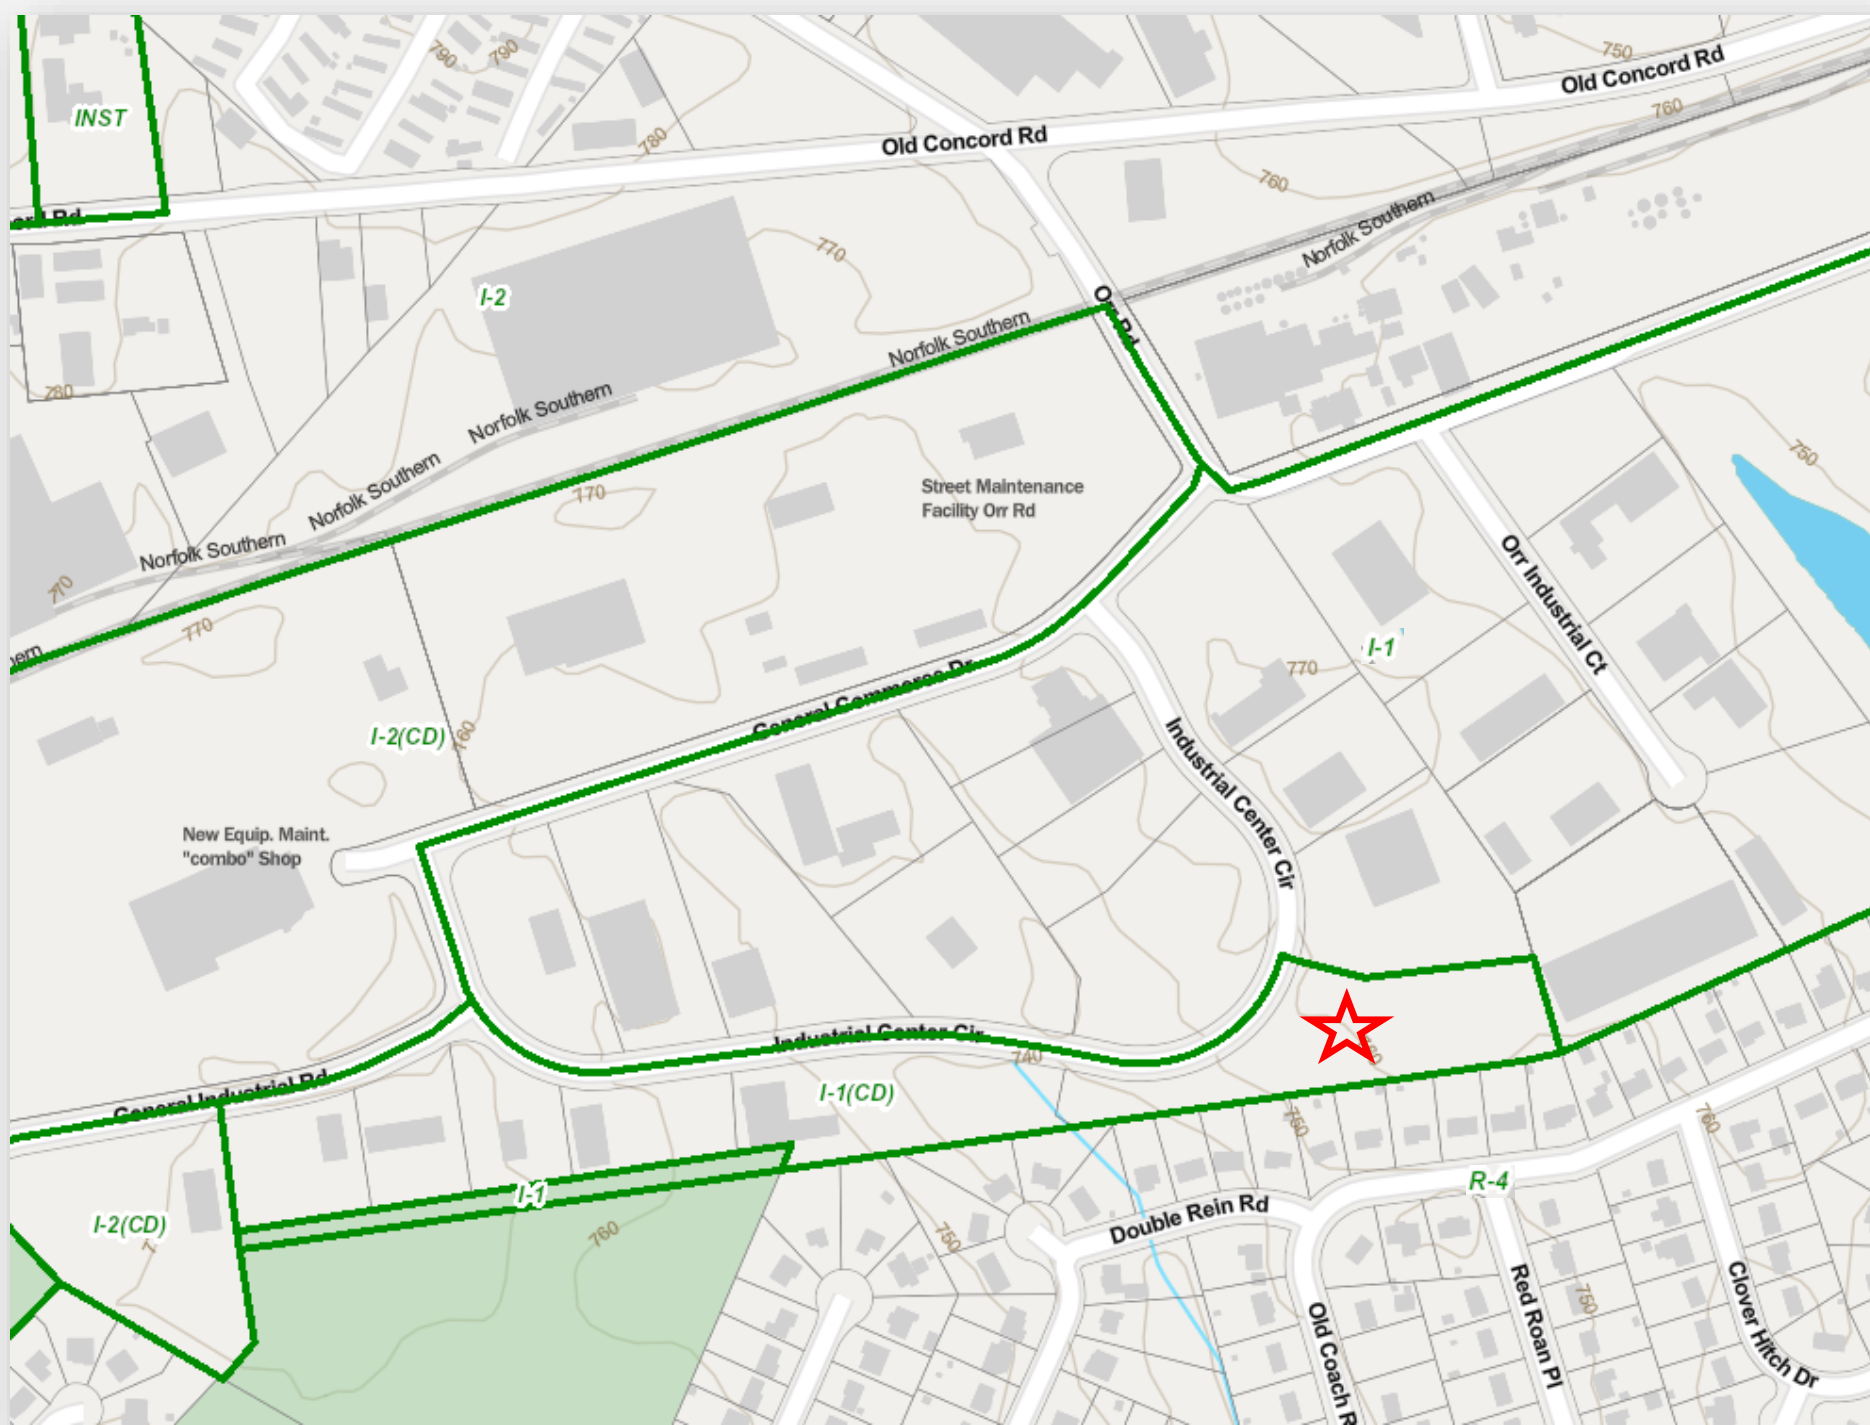 790
790
750
Old Concord Rd
760
INST
780
Old Concord Rd
760
Norfolk Southern
770
I-2
Orr Rd
Norfolk Southern
780
Norfolk Southern
750
Norfolk Southern
770
Street Maintenance
Facility Orr Rd
Norfolk Southern
770
770
Orr Industrial Ct
I-1
770
General Commerce Dr
I-2(CD)
760
Industrial Center Cir
New Equip. Maint.
"combo" Shop
Industrial Center Cir
740
General Industrial Rd
I-1(CD)
750
760
R-4
I-1
Double Rein Rd
I-2(CD)
760
750
Red Roan Pl
Clover Hitch Dr
750
Old Coach R